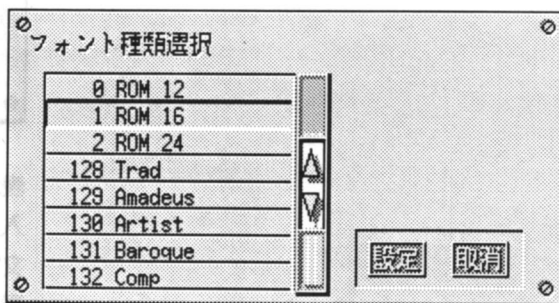 フォント種類選択
0 ROM 12
1 ROM 16
2 ROM 24
128 Trad
129 Amadeus
130 Artist
131 Baroque
132 Comp
設定 取消